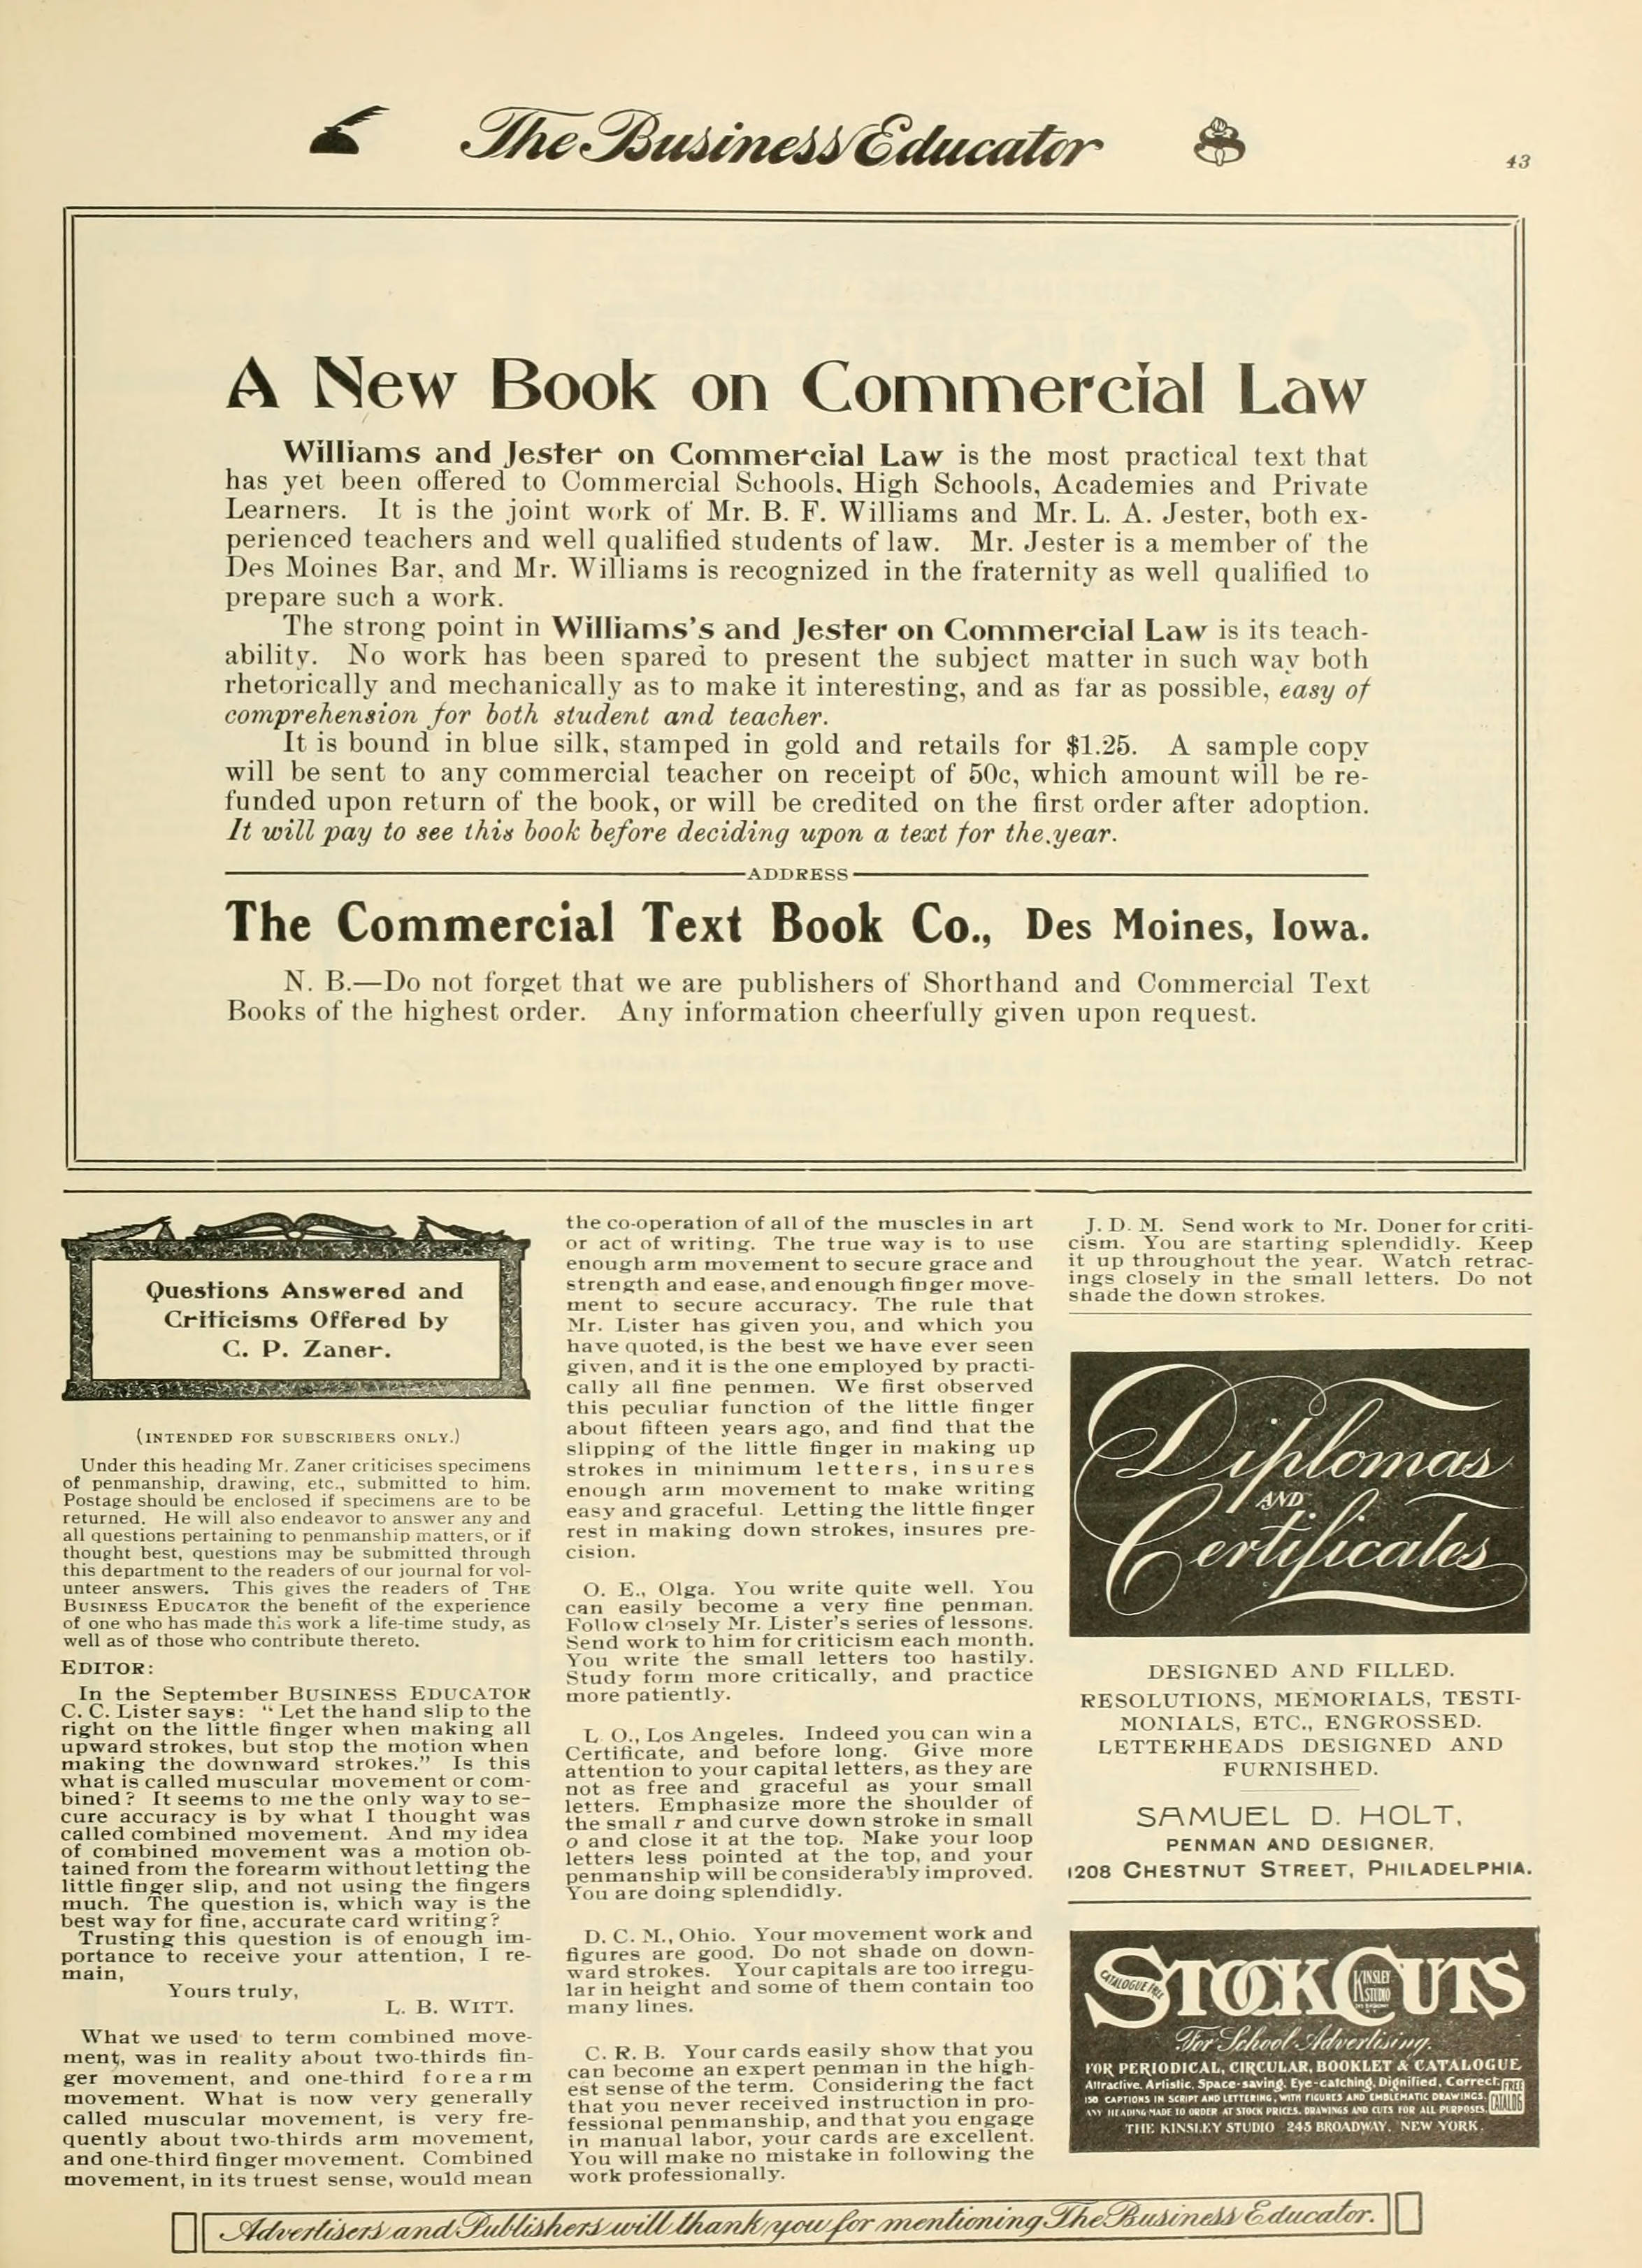 The Business Educator
43
A New Book on Commercial Law
Williams and Jester on Commercial Law is the most practical text that
has yet been offered to Commercial Schools, High Schools, Academies and Private
Learners. It is the joint work of Mr. B. F. Williams and Mr. L. A. Jester, both ex-
perienced teachers and well qualified students of law. Mr. Jester is a member of the
Des Moines Bar, and Mr. Williams is recognized in the fraternity as well qualified to
prepare such a work.
The strong point in Williams's and Jester on Commercial Law is its teach-
ability. No work has been spared to present the subject matter in such way both
rhetorically and mechanically as to make it interesting, and as far as possible, easy of
comprehension for both student and teacher.
It is bound in blue silk, stamped in gold and retails for $1.25. A sample copy
will be sent to any commercial teacher on receipt of 50c, which amount will be re-
funded upon return of the book, or will be credited on the first order after adoption.
It will pay to see this book before deciding upon a text for the year.
ADDRESS
The Commercial Text Book Co., Des Moines, Iowa.
N. B.—Do not forget that we are publishers of Shorthand and Commercial Text
Books of the highest order. Any information cheerfully given upon request.
Questions Answered and
Criticisms Offered by
C. P. Zaner.
(INTENDED FOR SUBSCRIBERS ONLY.)
Under this heading Mr. Zaner criticises specimens
of penmanship, drawing, etc., submitted to him.
Postage should be enclosed if specimens are to be
returned. He will also endeavor to answer any and
all questions pertaining to penmanship matters, or if
thought best, questions may be submitted through
this department to the readers of our journal for vol-
unteer answers. This gives the readers of THE
BUSINESS EDUCATOR the benefit of the experience
of one who has made this work a life-time study, as
well as of those who contribute thereto.
EDITOR:
In the September BUSINESS EDUCATOR
C. C. Lister says: "Let the hand slip to the
right on the little finger when making all
upward strokes, but stop the motion when
making the downward strokes." Is this
what is called muscular movement or com-
bined? It seems to me the only way to se-
cure accuracy is by what I thought was
called combined movement. And my idea
of combined movement was a motion ob-
tained from the forearm without letting the
little finger slip, and not using the fingers
much. The question is, which way is the
best way for fine, accurate card writing?
Trusting this question is of enough im-
portance to receive your attention, I re-
main,
Yours truly,
L. B. WITT.
What we used to term combined move-
ment, was in reality about two-thirds fin-
ger movement, and one-third forearm
movement. What is now very generally
called muscular movement, is very fre-
quently about two-thirds arm movement,
and one-third finger movement. Combined
movement, in its truest sense, would mean
the co-operation of all of the muscles in art
or act of writing. The true way is to use
enough arm movement to secure grace and
strength and ease, and enough finger move-
ment to secure accuracy. The rule that
Mr. Lister has given you, and which you
have quoted, is the best we have ever seen
given, and it is the one employed by practi-
cally all fine penmen. We first observed
this peculiar function of the little finger
about fifteen years ago, and find that the
slipping of the little finger in making up
strokes in minimum letters, insures
enough arm movement to make writing
easy and graceful. Letting the little finger
rest in making down strokes, insures pre-
cision.
O. E., Olga. You write quite well. You
can easily become a very fine penman.
Follow closely Mr. Lister's series of lessons.
Send work to him for criticism each month.
You write the small letters too hastily.
Study form more critically, and practice
more patiently.
L. O., Los Angeles. Indeed you can win a
Certificate, and before long. Give more
attention to your capital letters, as they are
not as free and graceful as your small
letters. Emphasize more the shoulder of
the small r and curve down stroke in small
o and close it at the top. Make your loop
letters less pointed at the top, and your
penmanship will be considerably improved.
You are doing splendidly.
D. C. M., Ohio. Your movement work and
figures are good. Do not shade on down-
ward strokes. Your capitals are too irregu-
lar in height and some of them contain too
many lines.
C. R. B. Your cards easily show that you
can become an expert penman in the high-
est sense of the term. Considering the fact
that you never received instruction in pro-
fessional penmanship, and that you engage
in manual labor, your cards are excellent.
You will make no mistake in following the
work professionally.
J. D. M. Send work to Mr. Doner for criti-
cism. You are starting splendidly. Keep
it up throughout the year. Watch retrac-
ings closely in the small letters. Do not
shade the down strokes.
Diplomas
AND
Certificates
DESIGNED AND FILLED.
RESOLUTIONS, MEMORIALS, TESTI-
MONIALS, ETC., ENGROSSED.
LETTERHEADS DESIGNED AND
FURNISHED.
SAMUEL D. HOLT,
PENMAN AND DESIGNER,
1208 CHESTNUT STREET, PHILADELPHIA.
STOCK CUTS
CATALOGUE FREE
KINSLEY
STUDIO
For School Advertising.
FOR PERIODICAL, CIRCULAR, BOOKLET & CATALOGUE
Attractive, Artistic, Space-saving, Eye-catching, Dignified, Correct.
150 CAPTIONS IN SCRIPT AND LETTERING, WITH FIGURES AND EMBLEMATIC DRAWINGS.
ANY HEADING MADE TO ORDER AT STOCK PRICES. DRAWINGS AND CUTS FOR ALL PURPOSES.
FREE
CATALOG
THE KINSLEY STUDIO 245 BROADWAY, NEW YORK.
Advertisers and Publishers will thank you for mentioning The Business Educator.